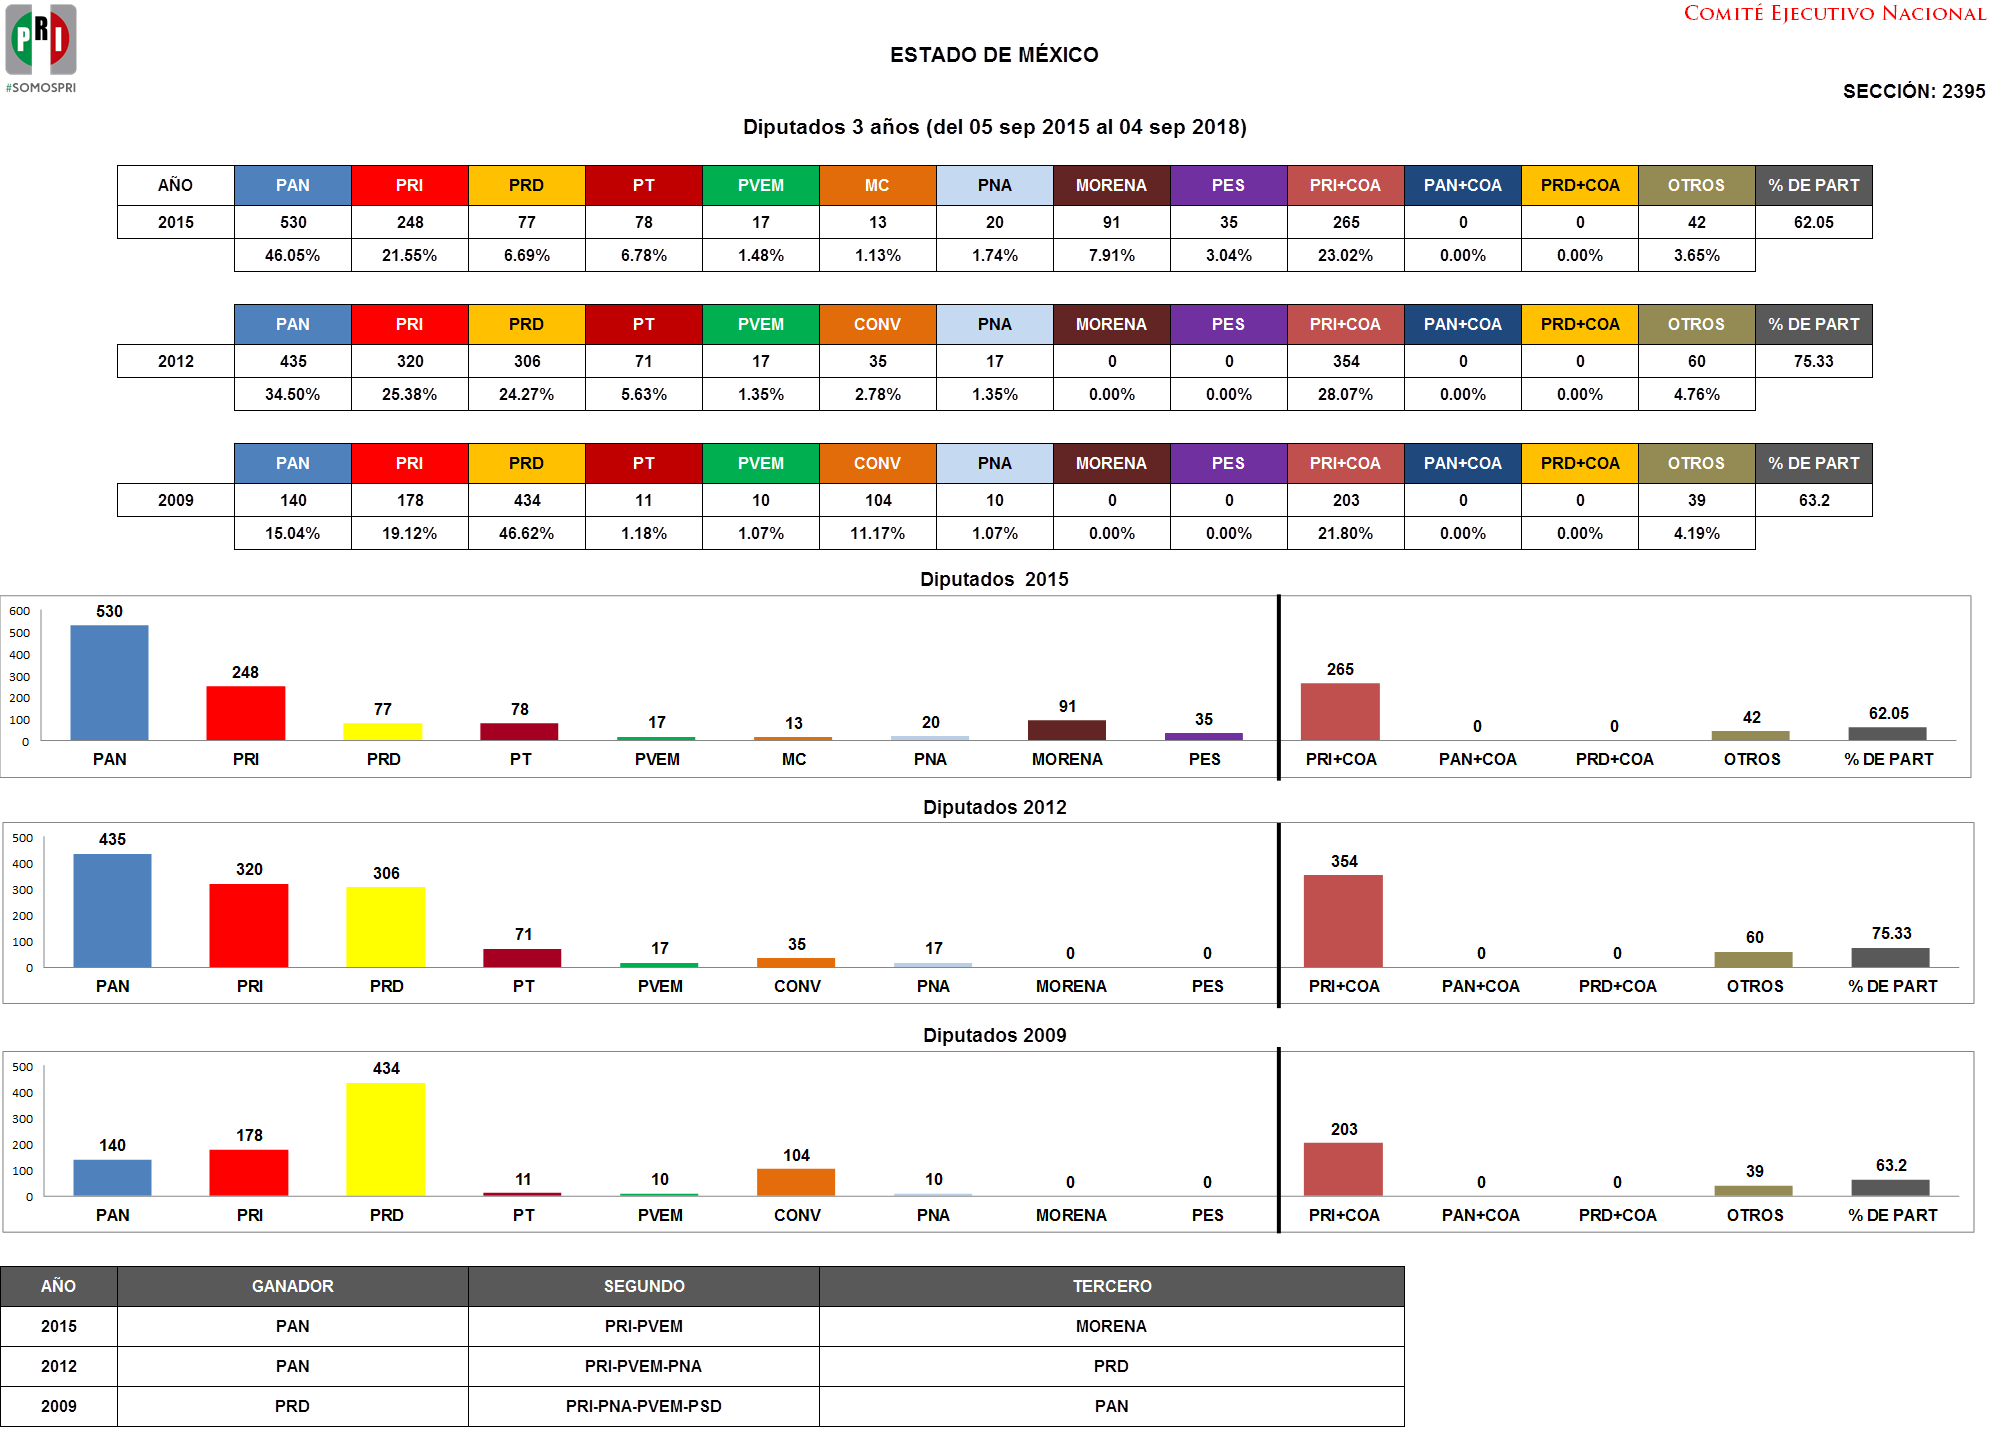 PRI
#SOMOSPRI
COMITÉ EJECUTIVO NACIONAL
ESTADO DE MÉXICO
SECCIÓN: 2395
Diputados 3 años (del 05 sep 2015 al 04 sep 2018)
AÑO PAN PRI PRD PT PVEM MC PNA MORENA PES PRI+COA PAN+COA PRD+COA OTROS % DE PART
2015 530 248 77 78 17 13 20 91 35 265 0 0 42 62.05
46.05% 21.55% 6.69% 6.78% 1.48% 1.13% 1.74% 7.91% 3.04% 23.02% 0.00% 0.00% 3.65%
PAN PRI PRD PT PVEM CONV PNA MORENA PES PRI+COA PAN+COA PRD+COA OTROS % DE PART
2012 435 320 306 71 17 35 17 0 0 354 0 0 60 75.33
34.50% 25.38% 24.27% 5.63% 1.35% 2.78% 1.35% 0.00% 0.00% 28.07% 0.00% 0.00% 4.76%
PAN PRI PRD PT PVEM CONV PNA MORENA PES PRI+COA PAN+COA PRD+COA OTROS % DE PART
2009 140 178 434 11 10 104 10 0 0 203 0 0 39 63.2
15.04% 19.12% 46.62% 1.18% 1.07% 11.17% 1.07% 0.00% 0.00% 21.80% 0.00% 0.00% 4.19%
Diputados 2015
600
500
400
300
200
100
0
530 248 77 78 17 13 20 91 35 265 0 0 42 62.05
PAN PRI PRD PT PVEM MC PNA MORENA PES PRI+COA PAN+COA PRD+COA OTROS % DE PART
Diputados 2012
500
400
300
200
100
0
435 320 306 71 17 35 17 0 0 354 0 0 60 75.33
PAN PRI PRD PT PVEM CONV PNA MORENA PES PRI+COA PAN+COA PRD+COA OTROS % DE PART
Diputados 2009
500
400
300
200
100
0
140 178 434 11 10 104 10 0 0 203 0 0 39 63.2
PAN PRI PRD PT PVEM CONV PNA MORENA PES PRI+COA PAN+COA PRD+COA OTROS % DE PART
AÑO GANADOR SEGUNDO TERCERO
2015 PAN PRI-PVEM MORENA
2012 PAN PRI-PVEM-PNA PRD
2009 PRD PRI-PNA-PVEM-PSD PAN